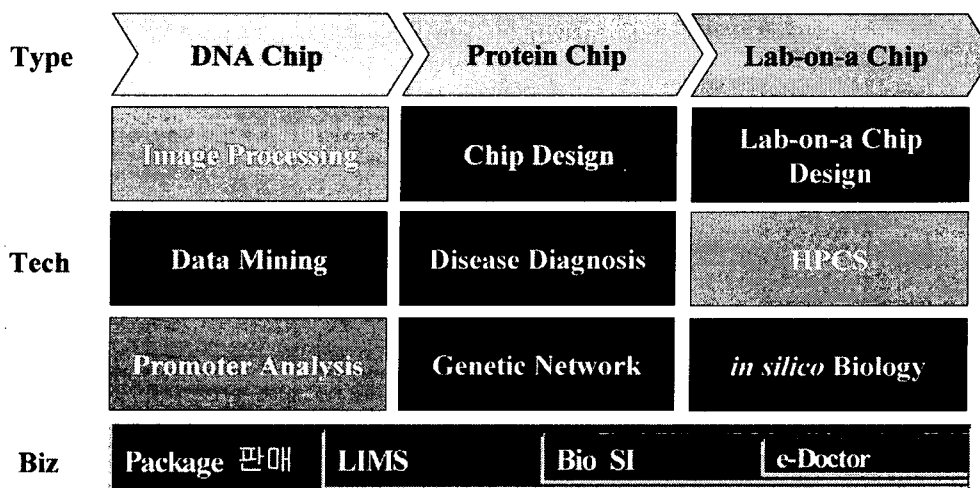 Type DNA Chip Protein Chip Lab-on-a Chip
Image Processing Chip Design Lab-on-a Chip
Design
Tech Data Mining Disease Diagnosis HPCS
Promoter Analysis Genetic Network in silico Biology
Biz Package 판매 LIMS Bio SI e-Doctor